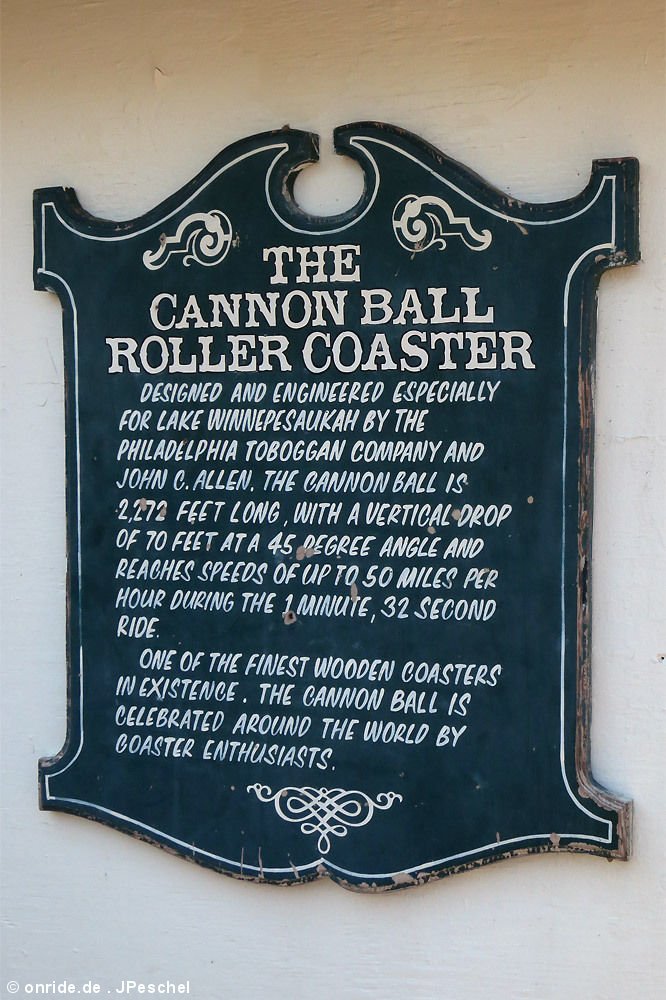 THE
CANNON BALL
ROLLER COASTER
DESIGNED AND ENGINEERED ESPECIALLY
FOR LAKE WINNEPESAUKAH BY THE
PHILADELPHIA TOBOGGAN COMPANY AND
JOHN C. ALLEN. THE CANNON BALL IS
2,272 FEET LONG, WITH A VERTICAL DROP
OF 70 FEET AT A 45 DEGREE ANGLE AND
REACHES SPEEDS OF UP TO 50 MILES PER
HOUR DURING THE 1 MINUTE, 32 SECOND
RIDE.
ONE OF THE FINEST WOODEN COASTERS
IN EXISTENCE. THE CANNON BALL IS
CELEBRATED AROUND THE WORLD BY
COASTER ENTHUSIASTS.
© onride.de . JPeschel